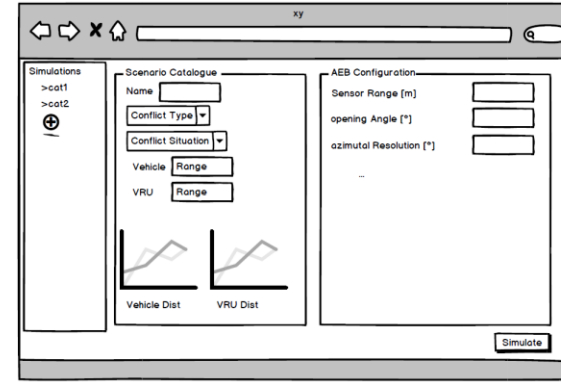 xy
Simulations
>cat1
>cat2
Scenario Catalogue
Name
Conflict Type
Conflict Situation
Vehicle Range
VRU Range
Vehicle Dist VRU Dist
AEB Configuration
Sensor Range [m]
opening Angle [°]
azimutal Resolution [°]
...
Simulate